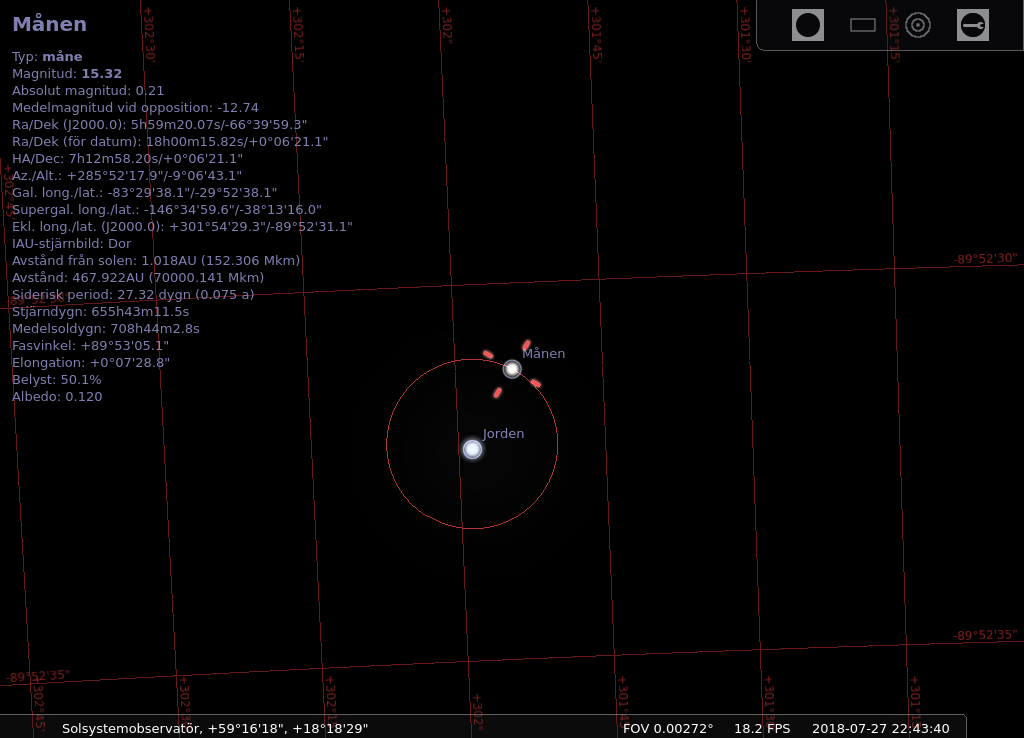 Månen
Typ: måne
Magnitud: 15.32
Absolut magnitud: 0.21
Medelmagnitud vid opposition: -12.74
Ra/Dek (J2000.0): 5h59m20.07s/-66°39'59.3"
Ra/Dek (för datum): 18h00m15.82s/+0°06'21.1"
HA/Dec: 7h12m58.20s/+0°06'21.1"
Az./Alt.: +285°52'17.9"/-9°06'43.1"
Gal. long./lat.: -83°29'38.1"/-29°52'38.1"
Supergal. long./lat.: -146°34'59.6"/-38°13'16.0"
Ekl. long./lat. (J2000.0): +301°54'29.3"/-89°52'31.1"
IAU-stjärnbild: Dor
Avstånd från solen: 1.018AU (152.306 Mkm)
Avstånd: 467.922AU (70000.141 Mkm)
Siderisk period: 27.32 dygn (0.075 a)
Stjärndygn: 655h43m11.5s
Medelsoldygn: 708h44m2.8s
Fasvinkel: +89°53'05.1"
Elongation: +0°07'28.8"
Belyst: 50.1%
Albedo: 0.120
+302°30'
+302°15'
+302°
+301°45'
+301°30'
+301°15'
+302°45'
-89°52'30"
-89°52'30"
Månen
Jorden
-89°52'35"
-89°52'35"
+302°45'
+302°
Solsystemobservatör, +59°16'18", +18°18'29"
FOV 0.00272°
18.2 FPS
2018-07-27 22:43:40